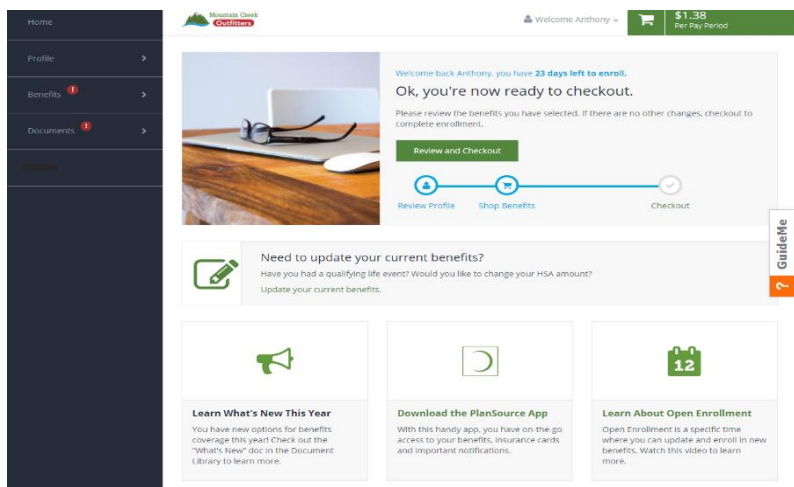 Home
Profile
Benefits !
Documents !
Mountain Creek
Outfitters
Welcome Anthony
$1.38
Per Pay Period
Welcome back Anthony, you have 23 days left to enroll.
Ok, you're now ready to checkout.
Please review the benefits you have selected. If there are no other changes, checkout to
complete enrollment.
Review and Checkout
Review Profile Shop Benefits Checkout
GuideMe ?
Need to update your current benefits?
Have you had a qualifying life event? Would you like to change your HSA amount?
Update your current benefits.
12
Learn What's New This Year
You have new options for benefits
coverage this year! Check out the
"What's New" doc in the Document
Library to learn more.
Download the PlanSource App
With this handy app, you have on-the-go
access to your benefits, insurance cards
and important notifications.
Learn About Open Enrollment
Open Enrollment is a specific time
where you can update and enroll in new
benefits. Watch this video to learn
more.